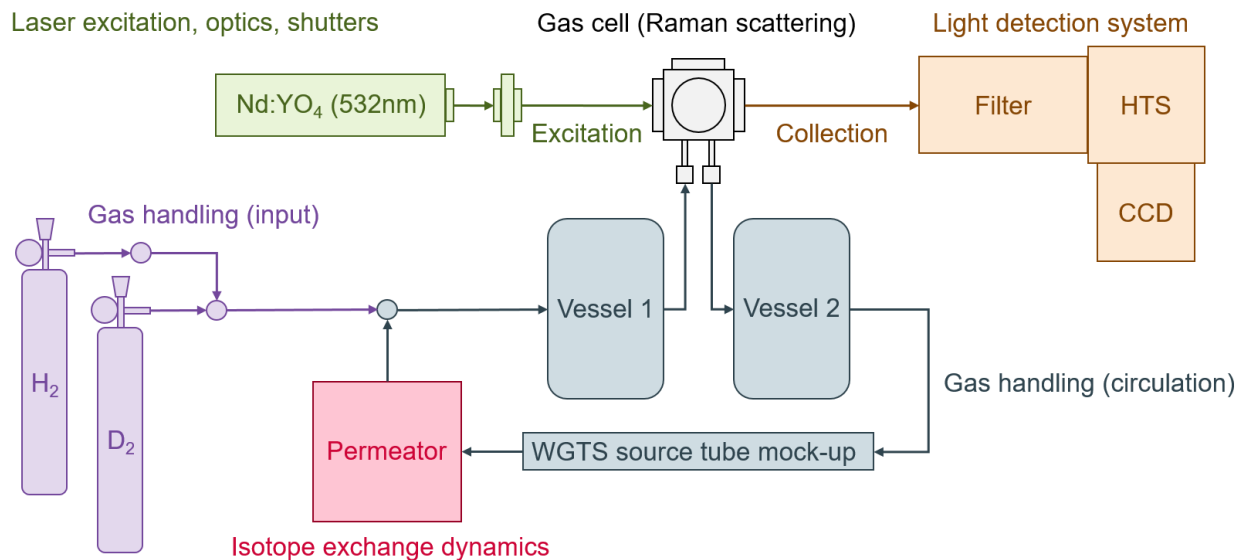 Laser excitation, optics, shutters
Gas cell (Raman scattering)
Light detection system
Nd:YO₄ (532nm)
Filter
HTS
Excitation
Collection
CCD
Gas handling (input)
Vessel 1
Vessel 2
H₂
D₂
Gas handling (circulation)
Permeator
WGTS source tube mock-up
Isotope exchange dynamics